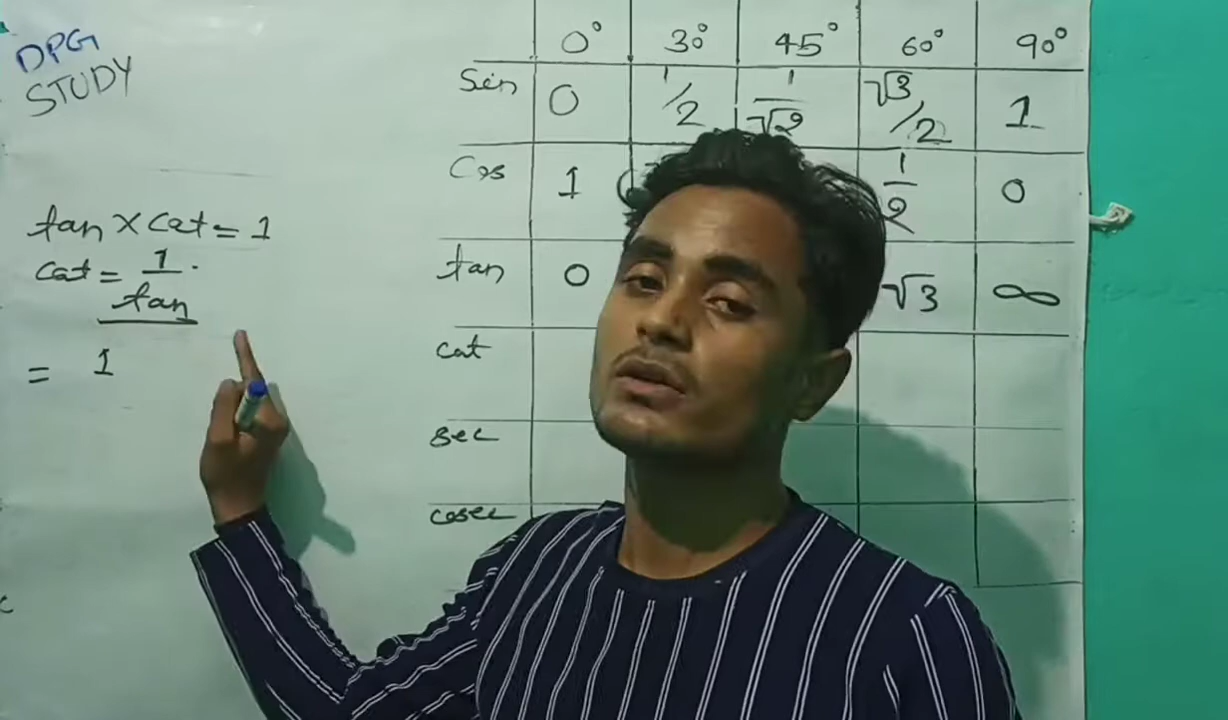 DPG
STUDY
tan × cot = 1
cot = 1/tan
= 1
0° 30° 45° 60° 90°
Sin 0 1/2 1/√2 √3/2 1
Cos 1 1/2 0
tan 0 √3 ∞
cot
sec
cosec